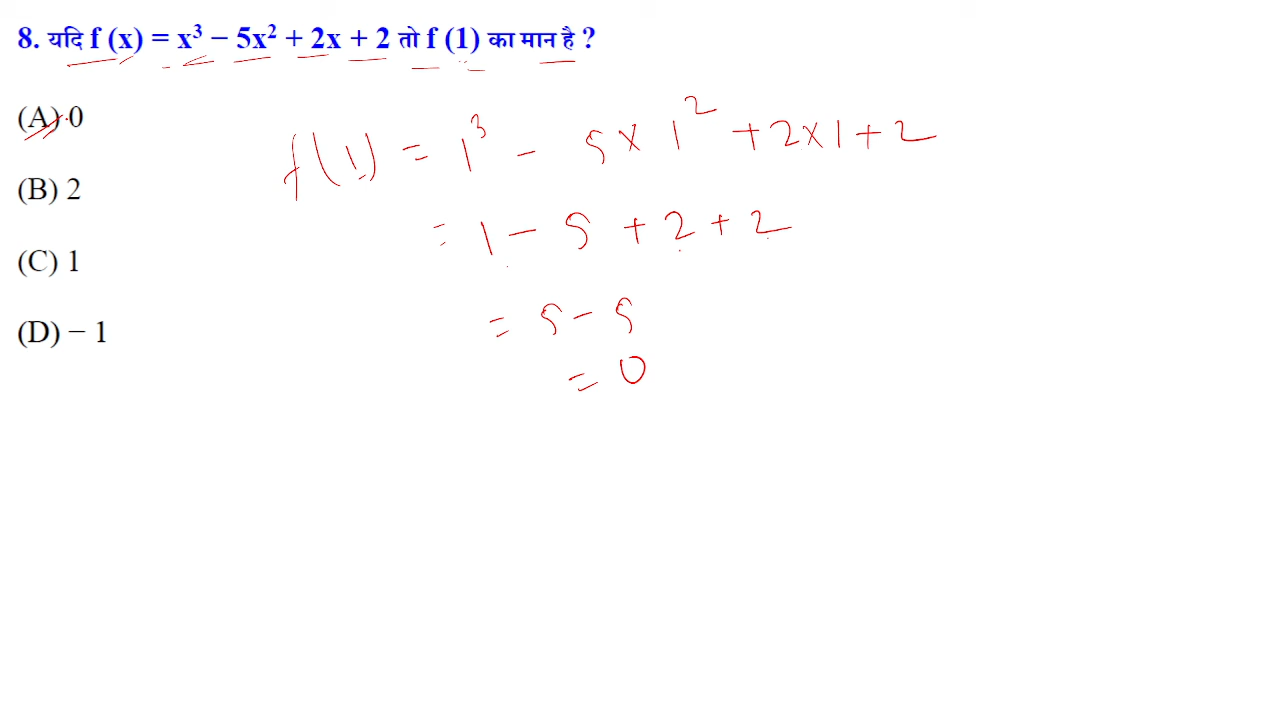 8. यदि f (x) = x³ − 5x² + 2x + 2 तो f (1) का मान है ?
(A) 0
f(1) = 1³ - 5 × 1² + 2×1 + 2
(B) 2
= 1 - 5 + 2 + 2
(C) 1
= 5 - 5
(D) − 1
= 0